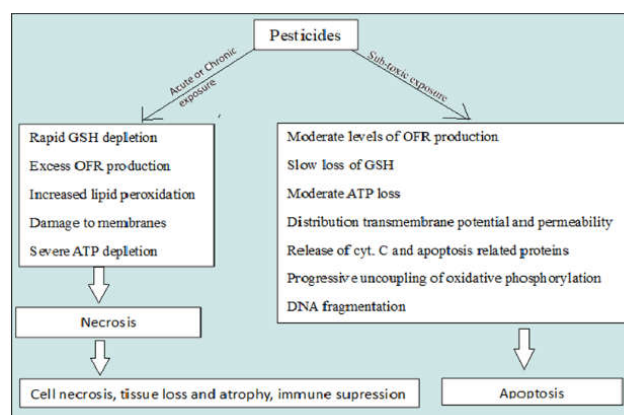 Pesticides
Acute or Chronic
exposure
Sub-toxic exposure
Rapid GSH depletion
Excess OFR production
Increased lipid peroxidation
Damage to membranes
Severe ATP depletion
Moderate levels of OFR production
Slow loss of GSH
Moderate ATP loss
Distribution transmembrane potential and permeability
Release of cyt. C and apoptosis related proteins
Progressive uncoupling of oxidative phosphorylation
DNA fragmentation
Necrosis
Cell necrosis, tissue loss and atrophy, immune supression
Apoptosis